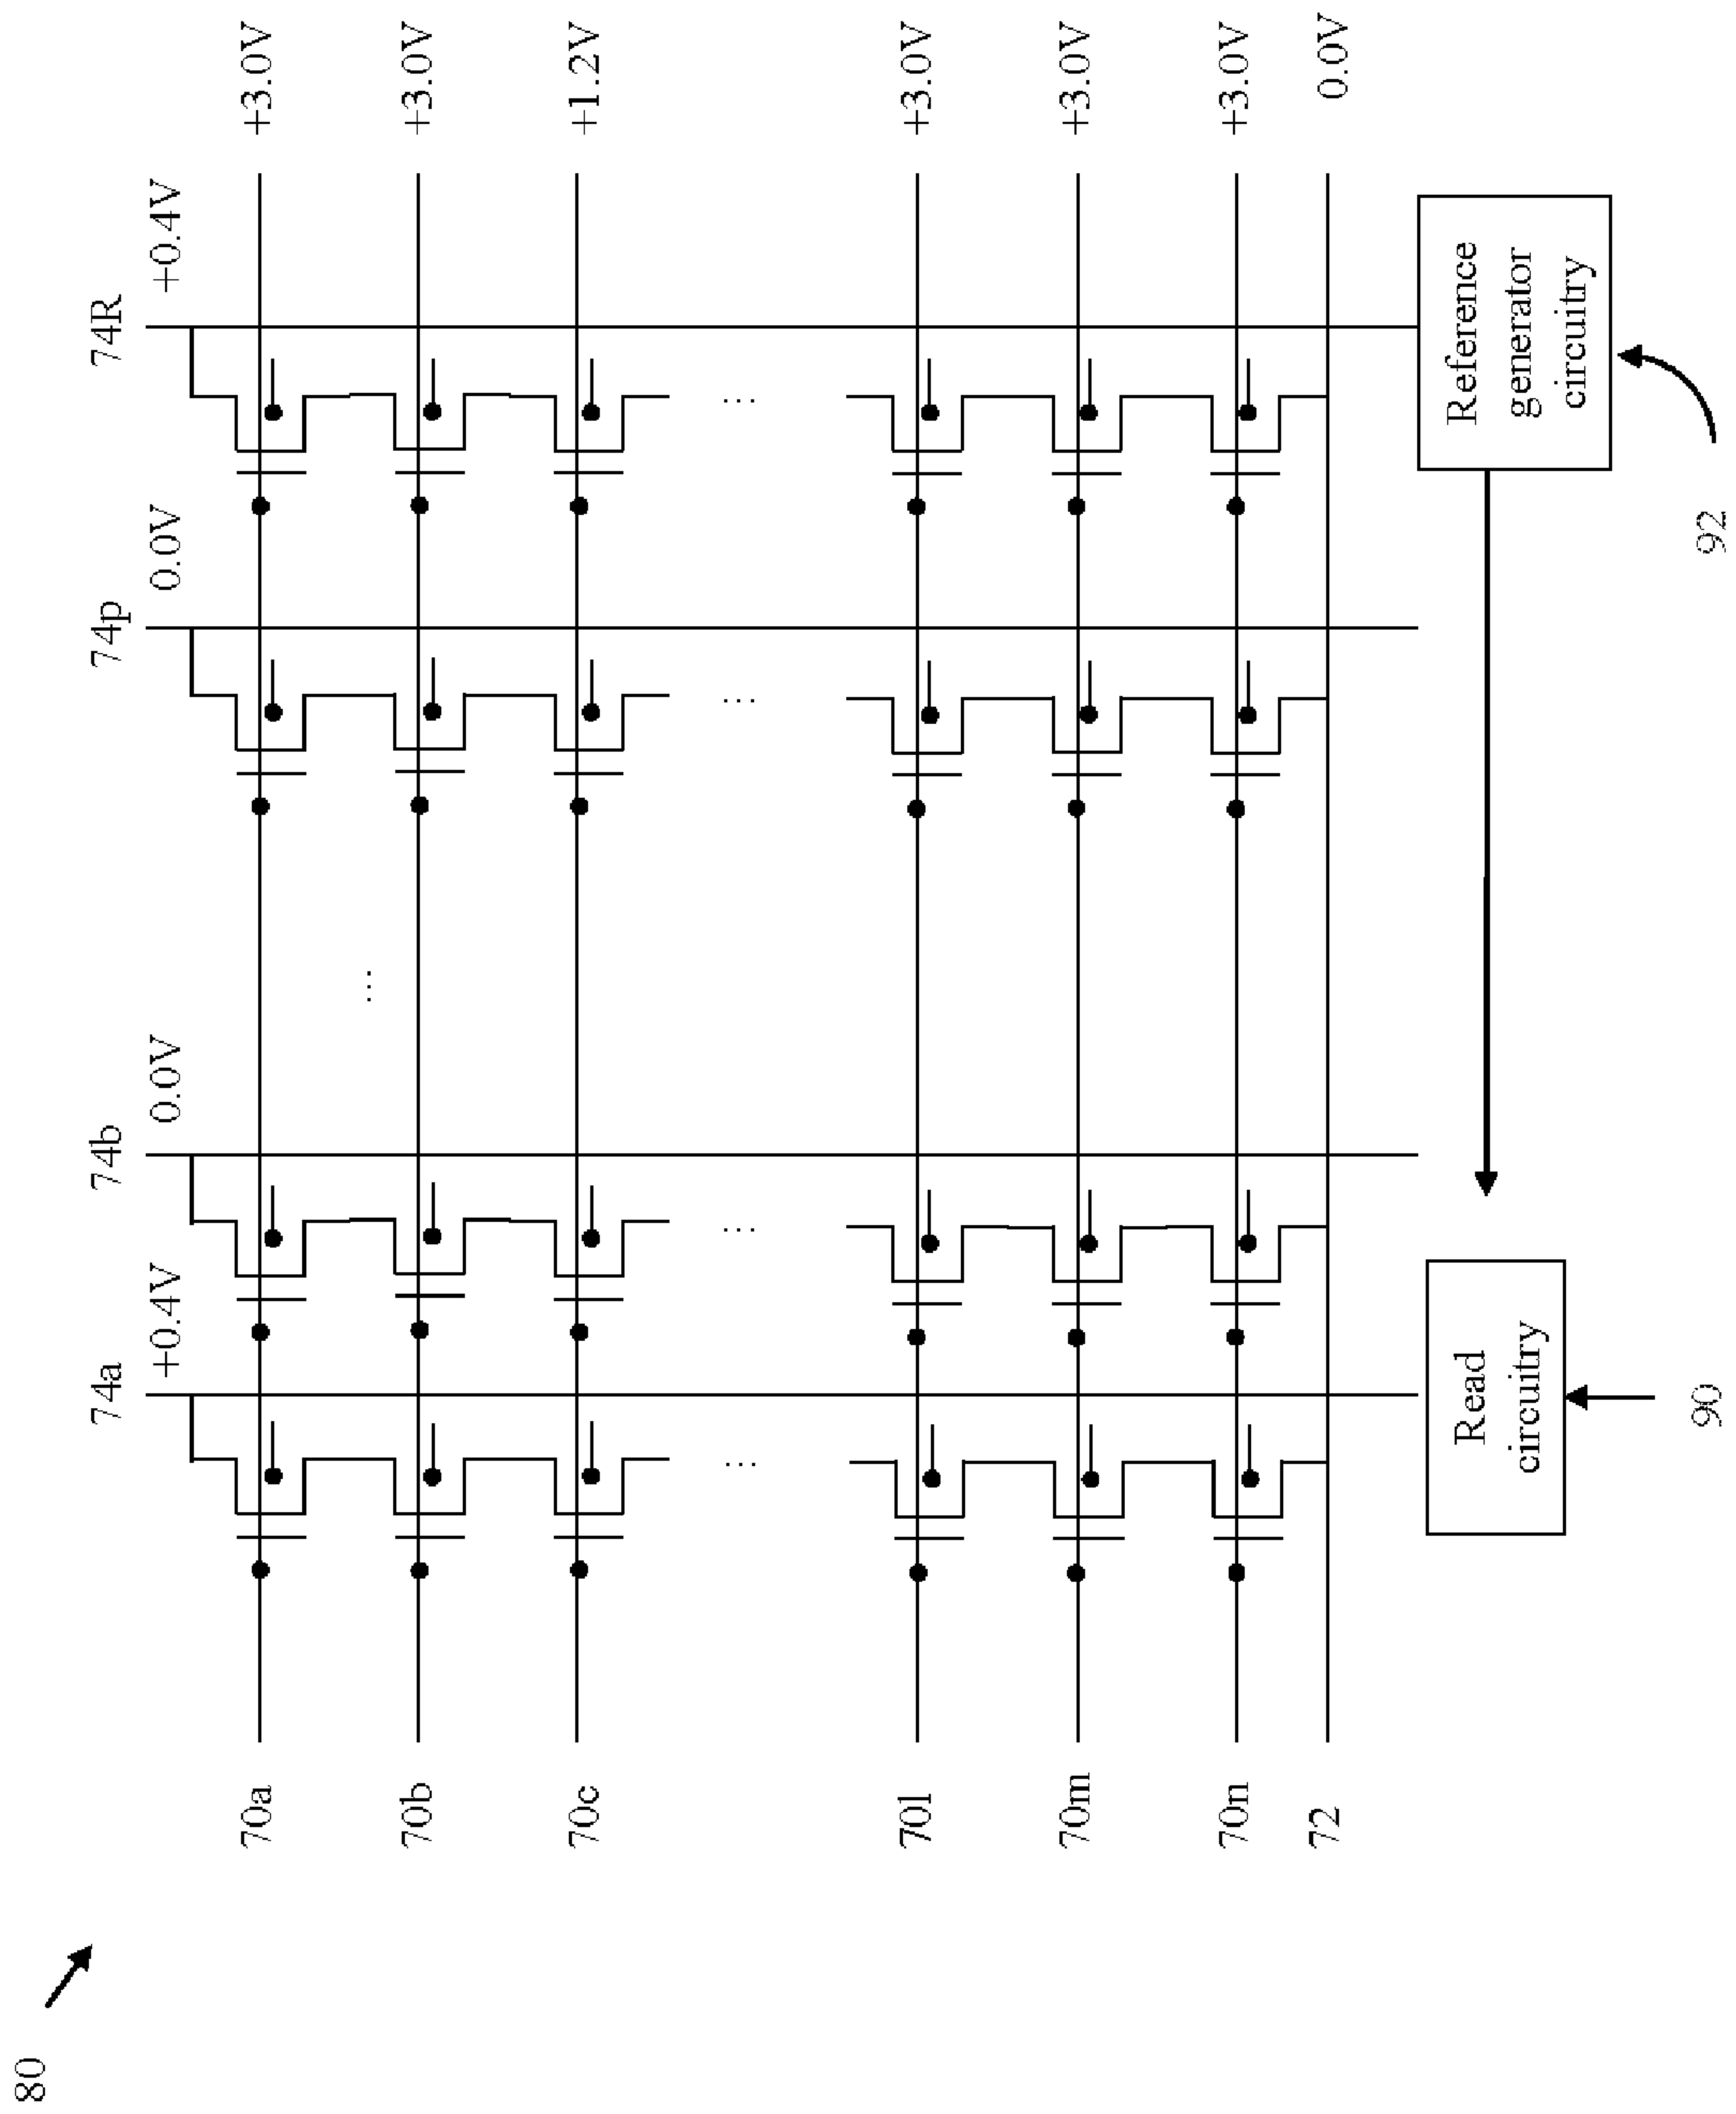 80
74a 74b 74p 74R
+0.4V 0.0V 0.0V +0.4V
70a +3.0V
70b +3.0V
70c +1.2V
70l +3.0V
70m +3.0V
70n +3.0V
72 0.0V
Read
circuitry
Reference
generator
circuitry
90
92